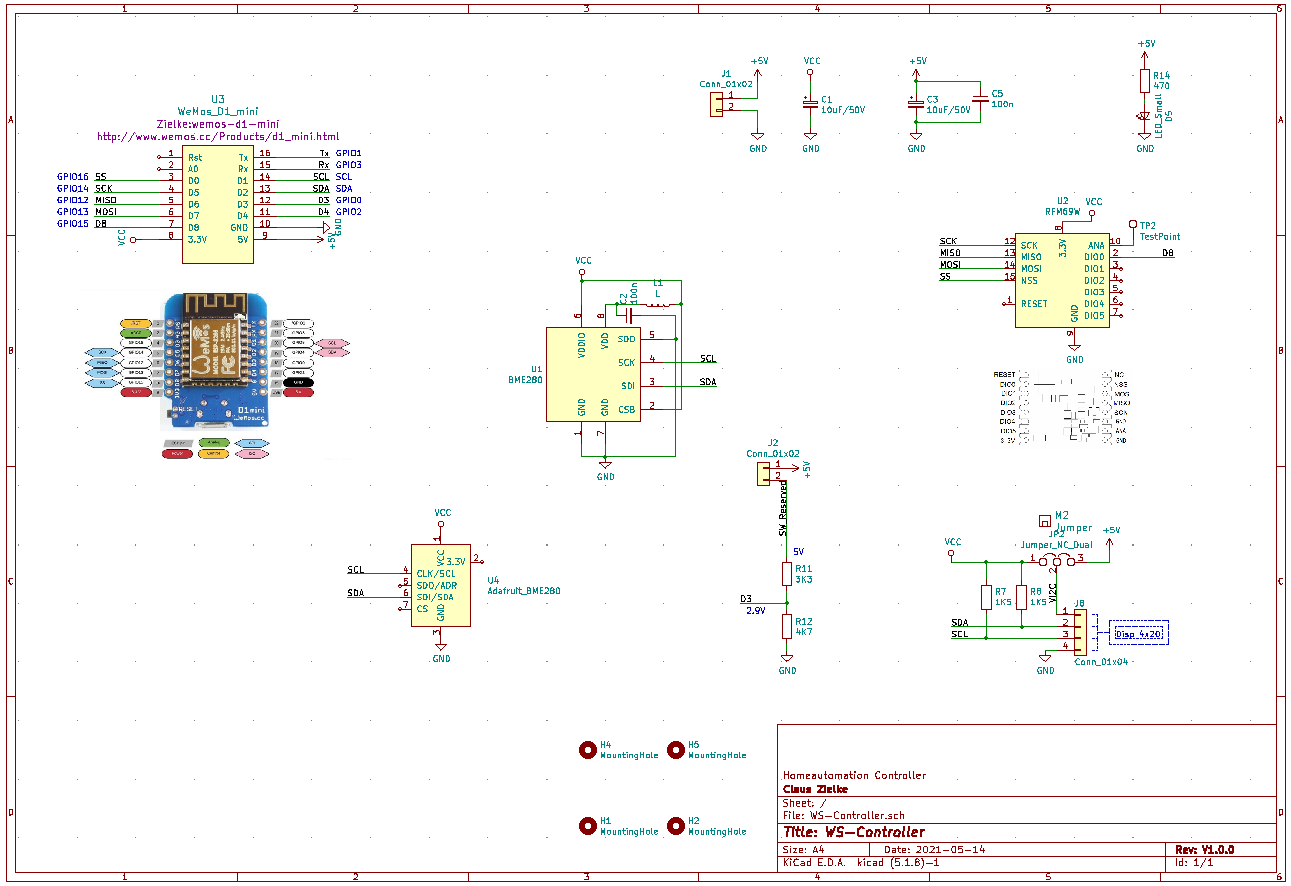 1
2
3
4
5
6
A
B
C
D
A
B
C
D
U3
WeMos_D1_mini
Zielke:wemos-d1-mini
http://www.wemos.cc/Products/d1_mini.html
1 Rst Tx 16 Tx GPIO1
2 A0 Rx 15 Rx GPIO3
GPIO16 SS 3 D0 D1 14 SCL SCL
GPIO14 SCK 4 D5 D2 13 SDA SDA
GPIO12 MISO 5 D6 D3 12 D3 GPIO0
GPIO13 MOSI 6 D7 D4 11 D4 GPIO2
GPIO15 D8 7 D8 GND 10 GND
VCC 8 3.3V 5V 9 +5V
D1mini
WeMos.cc
J1
Conn_01x02
1
2
+5V
GND
VCC
C1
10uF/50V
GND
+5V
C3
10uF/50V
C5
100n
GND
+5V
R14
470
LED_Small
D5
GND
U2
RFM69W
VCC
8
3.3V
TP2
TestPoint
SCK 12 SCK ANA 10
MISO 13 MISO DIO0 2 D8
MOSI 14 MOSI DIO1 3
SS 15 NSS DIO2 4
DIO3 5
1 RESET DIO4 6
DIO5 7
GND
9
GND
RESET NC
DIO0 NSS
DIO1 MOSI
DIO2 MISO
DIO3 SCK
DIO4 GND
DIO5 ANA
3.3V GND
VCC
C2
100n
L1
L
6
8
VDDIO
VDD
U1
BME280
SDO 5
SCK 4 SCL
SDI 3 SDA
CSB 2
GND
GND
1
7
GND
J2
Conn_01x02
1
2
+5V
SW_Reserved
5V
R11
3K3
D3
2.9V
R12
4K7
GND
VCC
1
VCC
3.3V 2
SCL 4 CLK/SCL
5 SDO/ADR
SDA 6 SDI/SDA
7 CS
GND
3
GND
U4
Adafruit_BME280
M2
Jumper
JP2
Jumper_NC_Dual
VCC
1
2
3
+5V
R7
1K5
R8
1K5
VI2C
J8
1
SDA 2
SCL 3
4
Disp 4x20
GND
Conn_01x04
H4
MountingHole
H5
MountingHole
H1
MountingHole
H2
MountingHole
Homeautomation Controller
Claus Zielke
Sheet: /
File: WS-Controller.sch
Title: WS-Controller
Size: A4 Date: 2021-05-14 Rev: V1.0.0
KiCad E.D.A. kicad (5.1.8)-1 Id: 1/1
1
2
3
4
5
6